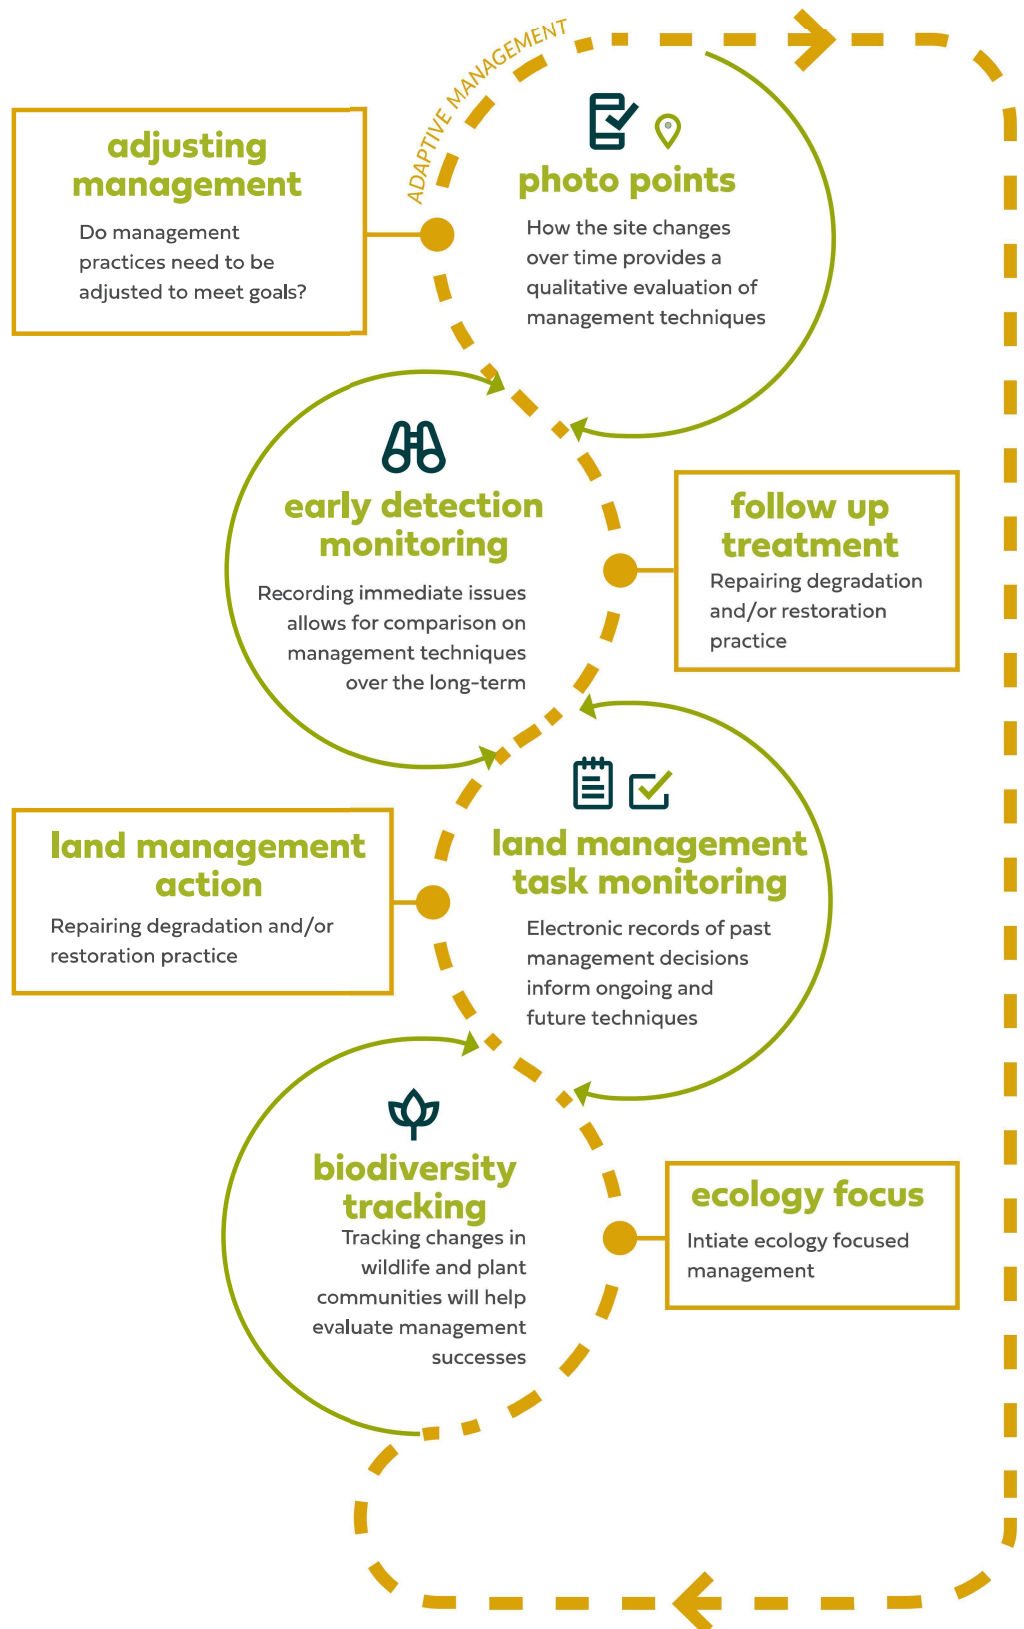 ADAPTIVE MANAGEMENT
adjusting
management
Do management
practices need to be
adjusted to meet goals?
photo points
How the site changes
over time provides a
qualitative evaluation of
management techniques
early detection
monitoring
Recording immediate issues
allows for comparison on
management techniques
over the long-term
follow up
treatment
Repairing degradation
and/or restoration
practice
land management
action
Repairing degradation and/or
restoration practice
land management
task monitoring
Electronic records of past
management decisions
inform ongoing and
future techniques
biodiversity
tracking
Tracking changes in
wildlife and plant
communities will help
evaluate management
successes
ecology focus
Intiate ecology focused
management